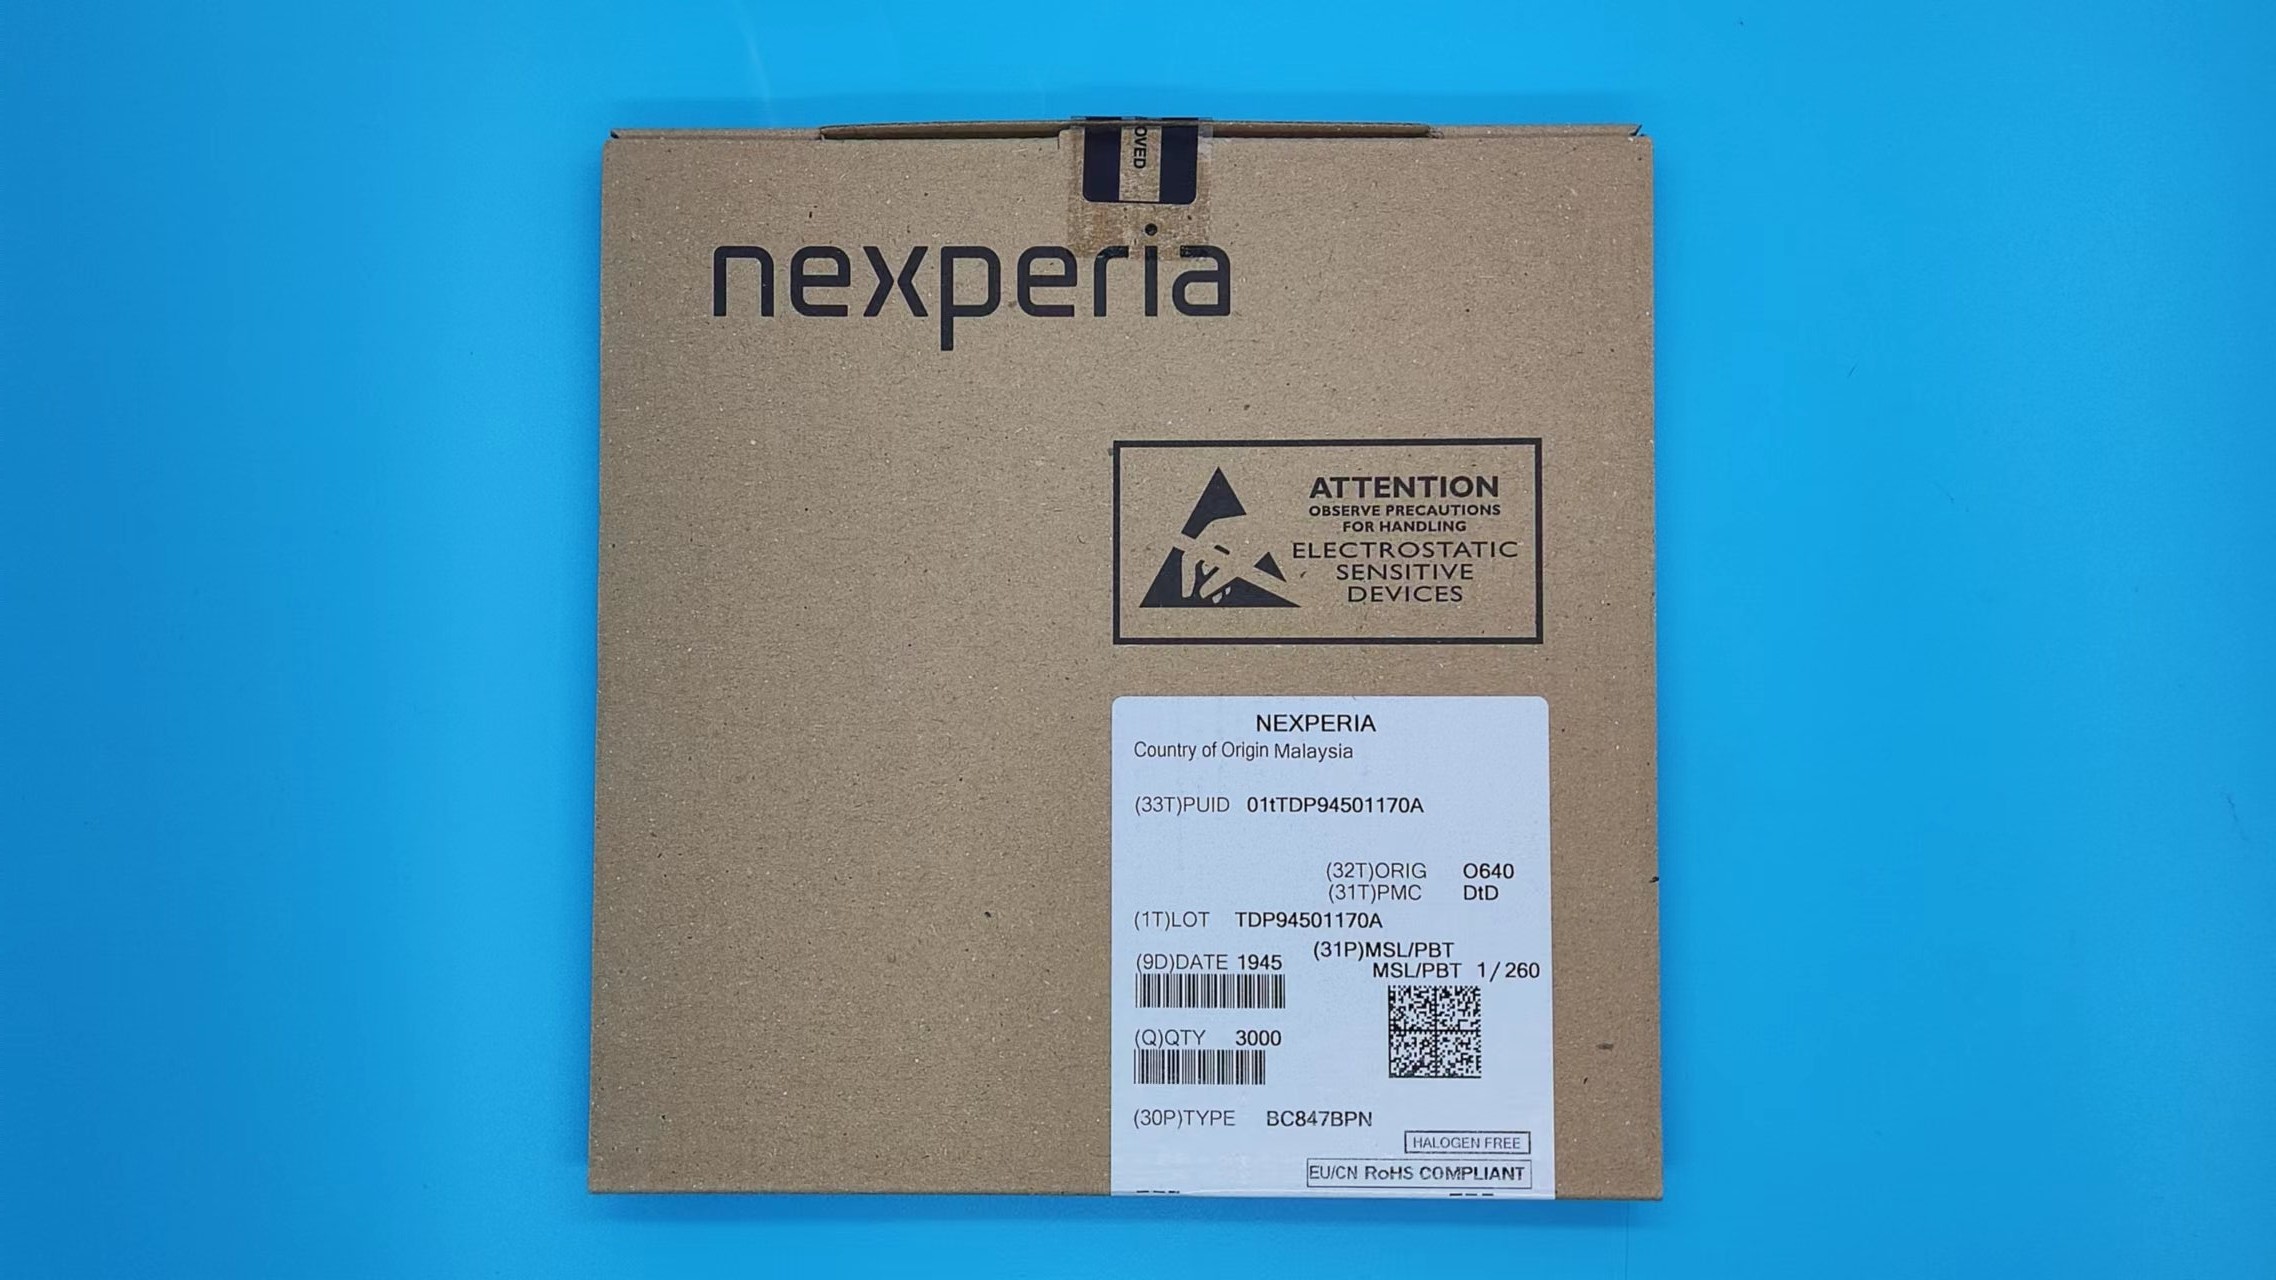 OVED
nexperia
ATTENTION
OBSERVE PRECAUTIONS
FOR HANDLING
ELECTROSTATIC
SENSITIVE
DEVICES
NEXPERIA
Country of Origin Malaysia
(33T)PUID 01tTDP94501170A
(32T)ORIG O640
(31T)PMC DtD
(1T)LOT TDP94501170A
(31P)MSL/PBT
(9D)DATE 1945
MSL/PBT 1/260
(Q)QTY 3000
(30P)TYPE BC847BPN
HALOGEN FREE
EU/CN RoHS COMPLIANT